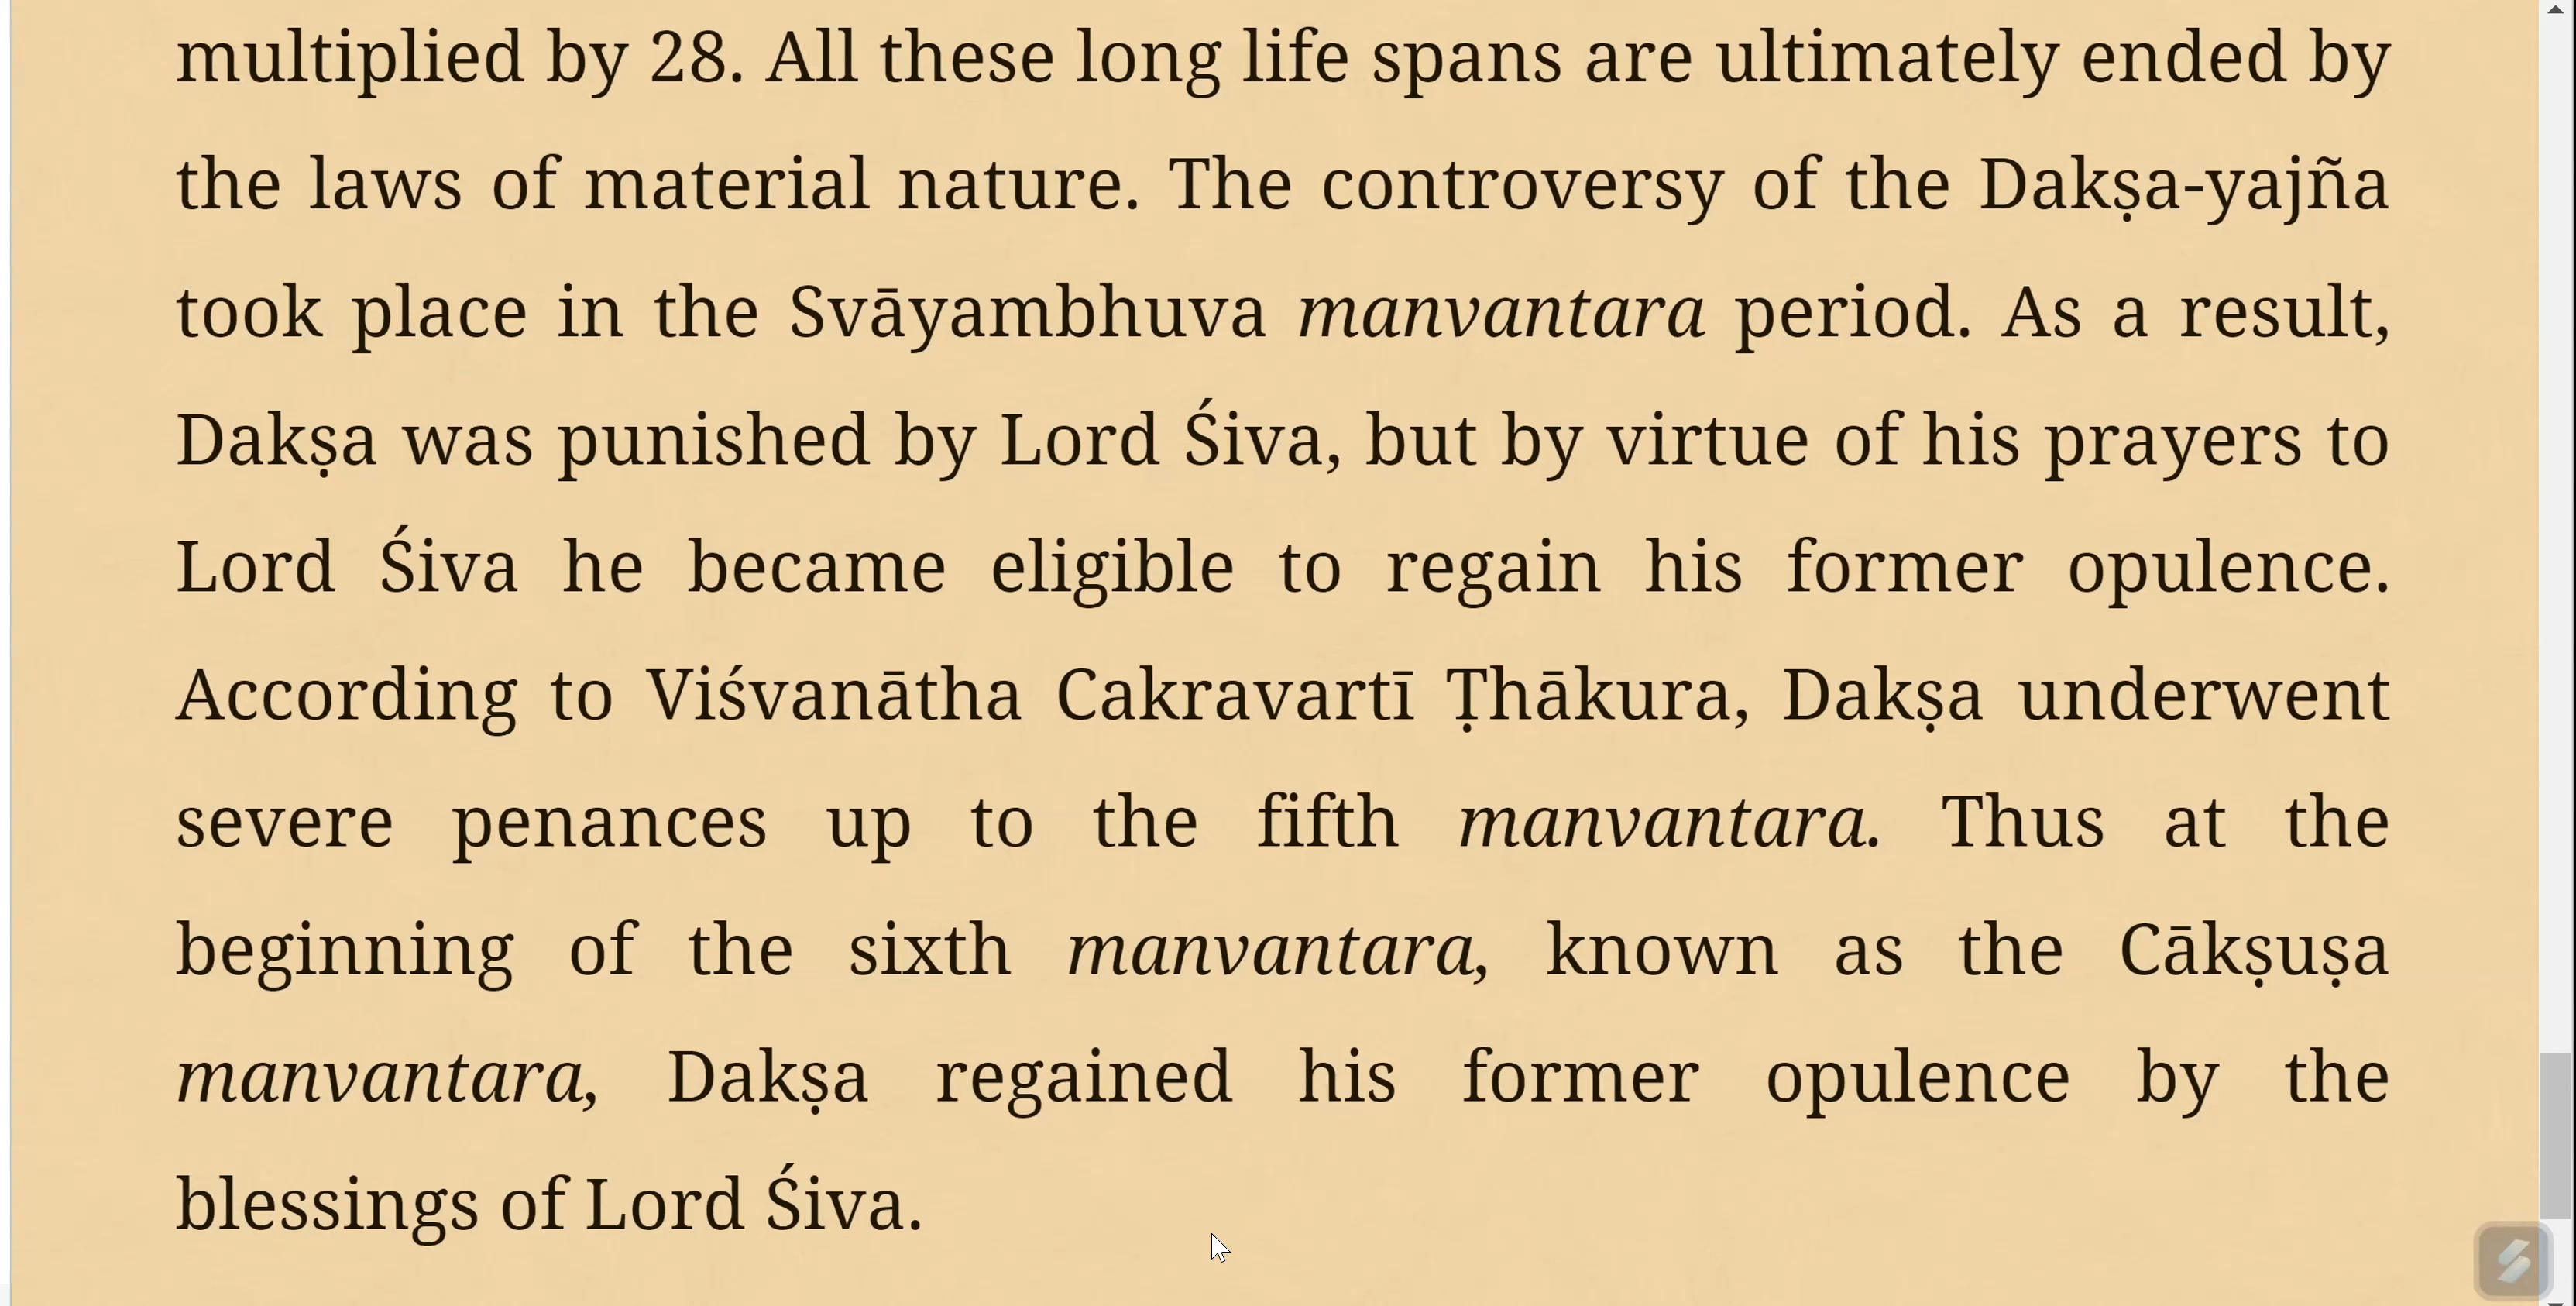 multiplied by 28. All these long life spans are ultimately ended by
the laws of material nature. The controversy of the Dakṣa-yajña
took place in the Svāyambhuva manvantara period. As a result,
Dakṣa was punished by Lord Śiva, but by virtue of his prayers to
Lord Śiva he became eligible to regain his former opulence.
According to Viśvanātha Cakravartī Ṭhākura, Dakṣa underwent
severe penances up to the fifth manvantara. Thus at the
beginning of the sixth manvantara, known as the Cākṣuṣa
manvantara, Dakṣa regained his former opulence by the
blessings of Lord Śiva.